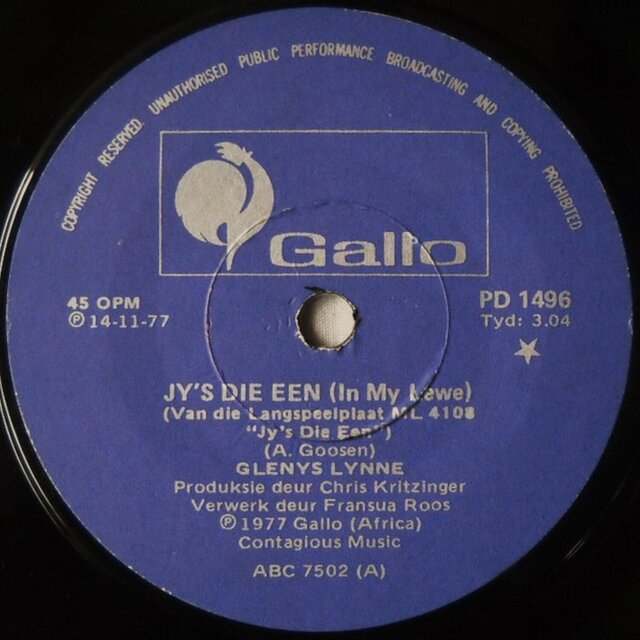 COPYRIGHT RESERVED UNAUTHORISED PUBLIC PERFORMANCE BROADCASTING AND COPYING PROHIBITED
Gallo
45 OPM
Ⓟ 14-11-77
PD 1496
Tyd: 3.04
JY'S DIE EEN (In My Lewe)
(Van die Langspeelplaat ML 4108
"Jy's Die Een")
(A. Goosen)
GLENYS LYNNE
Produksie deur Chris Kritzinger
Verwerk deur Fransua Roos
Ⓟ 1977 Gallo (Africa)
Contagious Music
ABC 7502 (A)